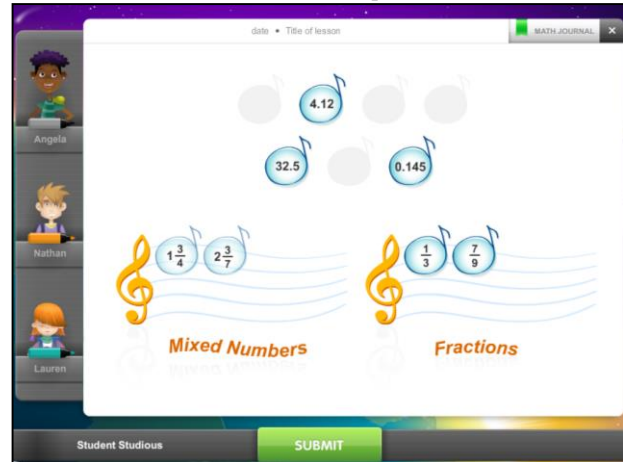 date • Title of lesson
MATH JOURNAL ×
4.12
32.5
0.145
1 3/4
2 3/7
1/3
7/9
Mixed Numbers
Fractions
Angela
Nathan
Lauren
Student Studious
SUBMIT